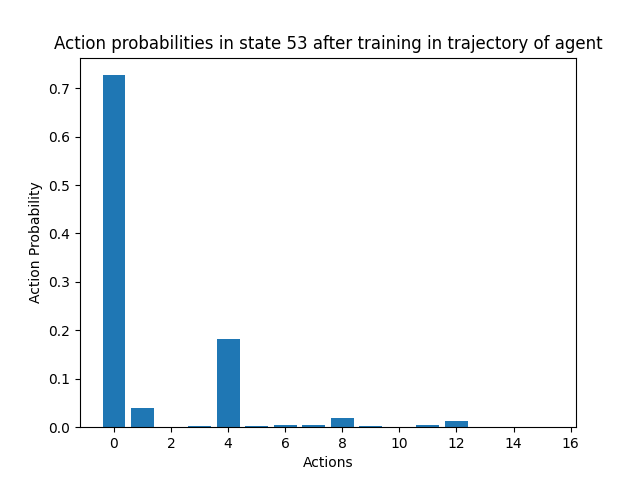 Action probabilities in state 53 after training in trajectory of agent
0.7
0.6
0.5
0.4
0.3
0.2
0.1
0.0
Action Probability
0 2 4 6 8 10 12 14 16
Actions